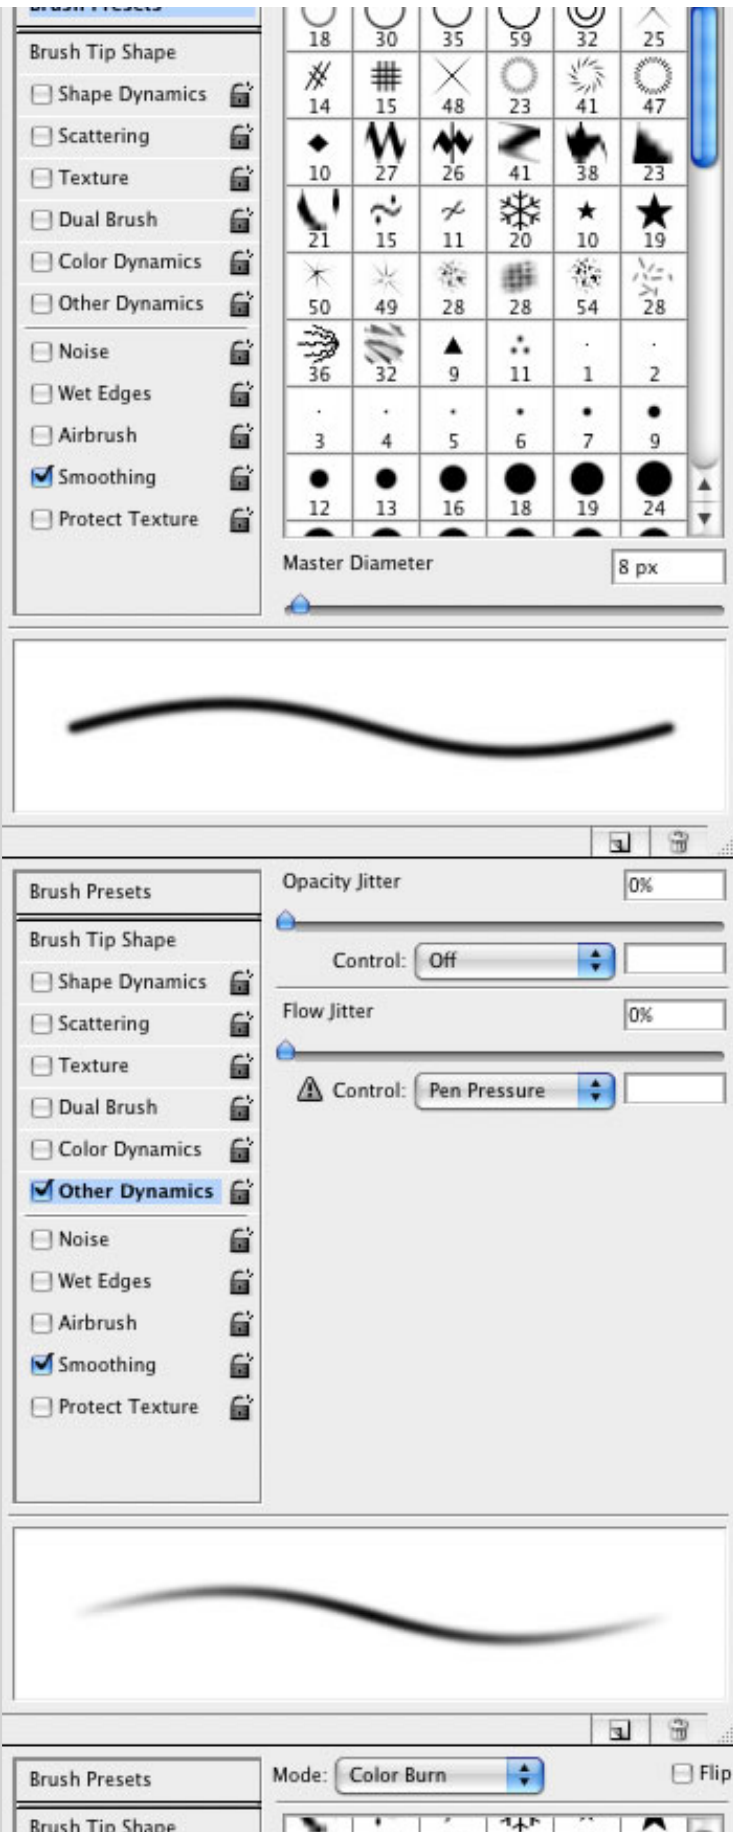 Brush Presets
18 30 35 59 32 25
Brush Tip Shape
Shape Dynamics
14 15 48 23 41 47
Scattering
Texture
10 27 26 41 38 23
Dual Brush
21 15 11 20 10 19
Color Dynamics
Other Dynamics
50 49 28 28 54 28
Noise
36 32 9 11 1 2
Wet Edges
Airbrush
3 4 5 6 7 9
Smoothing
12 13 16 18 19 24
Protect Texture
Master Diameter 8 px
Brush Presets
Opacity Jitter 0%
Brush Tip Shape
Control: Off
Shape Dynamics
Scattering
Flow Jitter 0%
Texture
Control: Pen Pressure
Dual Brush
Color Dynamics
Other Dynamics
Noise
Wet Edges
Airbrush
Smoothing
Protect Texture
Brush Presets
Mode: Color Burn Flip
Brush Tip Shape